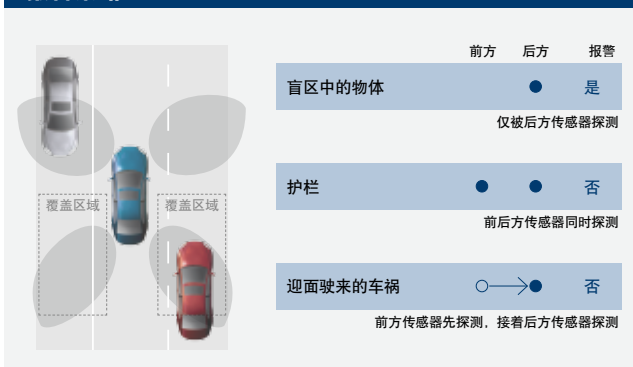 前方 后方 报警
盲区中的物体 是
仅被后方传感器探测
护栏 否
前后方传感器同时探测
覆盖区域 覆盖区域
迎面驶来的车祸 否
前方传感器先探测，接着后方传感器探测